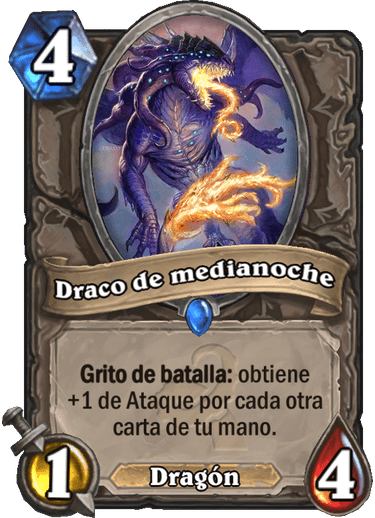 4
Draco de medianoche
Grito de batalla: obtiene
+1 de Ataque por cada otra
carta de tu mano.
1
Dragón
4